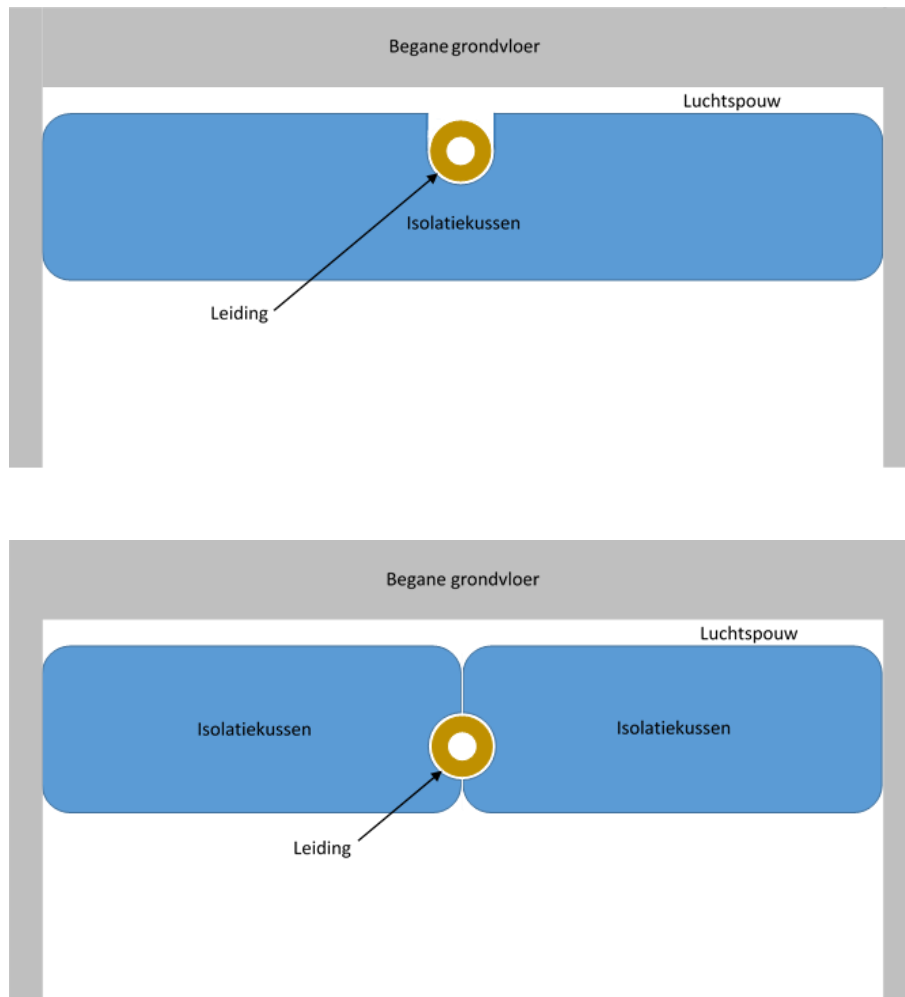 Begane grondvloer
Luchtspouw
Isolatiekussen
Leiding
Begane grondvloer
Luchtspouw
Isolatiekussen
Isolatiekussen
Leiding